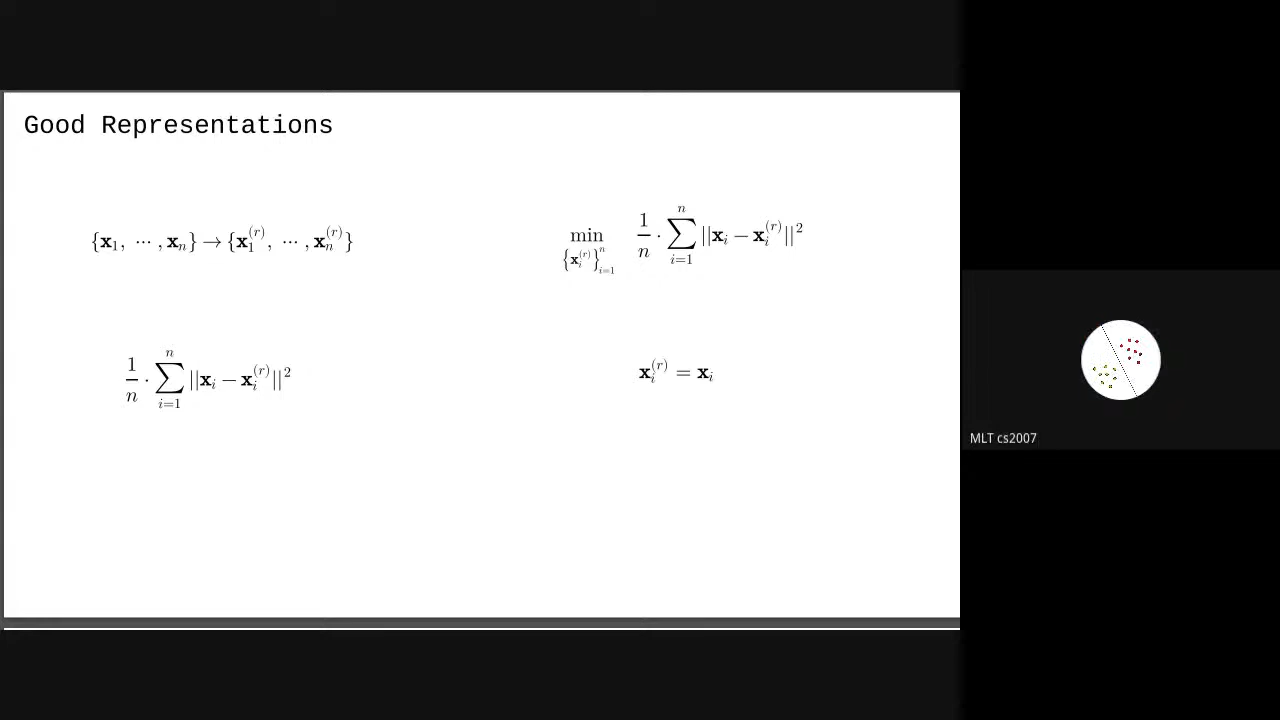 Good Representations
{x₁, ⋯ , xₙ} → {x₁^(r), ⋯ , xₙ^(r)}
min_{{xᵢ^(r)}ᵢ₌₁ⁿ} 1/n · ∑ᵢ₌₁ⁿ ||xᵢ − xᵢ^(r)||²
1/n · ∑ᵢ₌₁ⁿ ||xᵢ − xᵢ^(r)||²
xᵢ^(r) = xᵢ
MLT cs2007